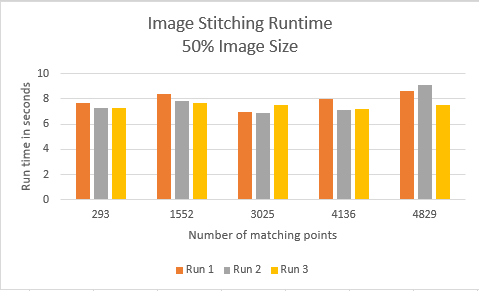 Image Stitching Runtime
50% Image Size
Run time in seconds
10
8
6
4
2
0
293 1552 3025 4136 4829
Number of matching points
Run 1 Run 2 Run 3